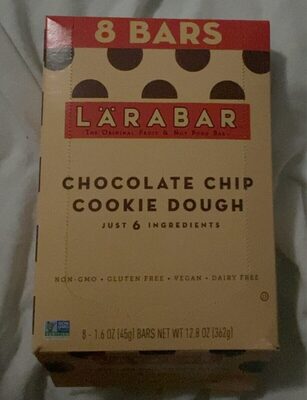 8 BARS
LÄRABAR
THE ORIGINAL FRUIT & NUT FOOD BAR
CHOCOLATE CHIP
COOKIE DOUGH
JUST 6 INGREDIENTS
NON-GMO • GLUTEN FREE • VEGAN • DAIRY FREE
8 - 1.6 OZ (45g) BARS NET WT 12.8 OZ (362g)